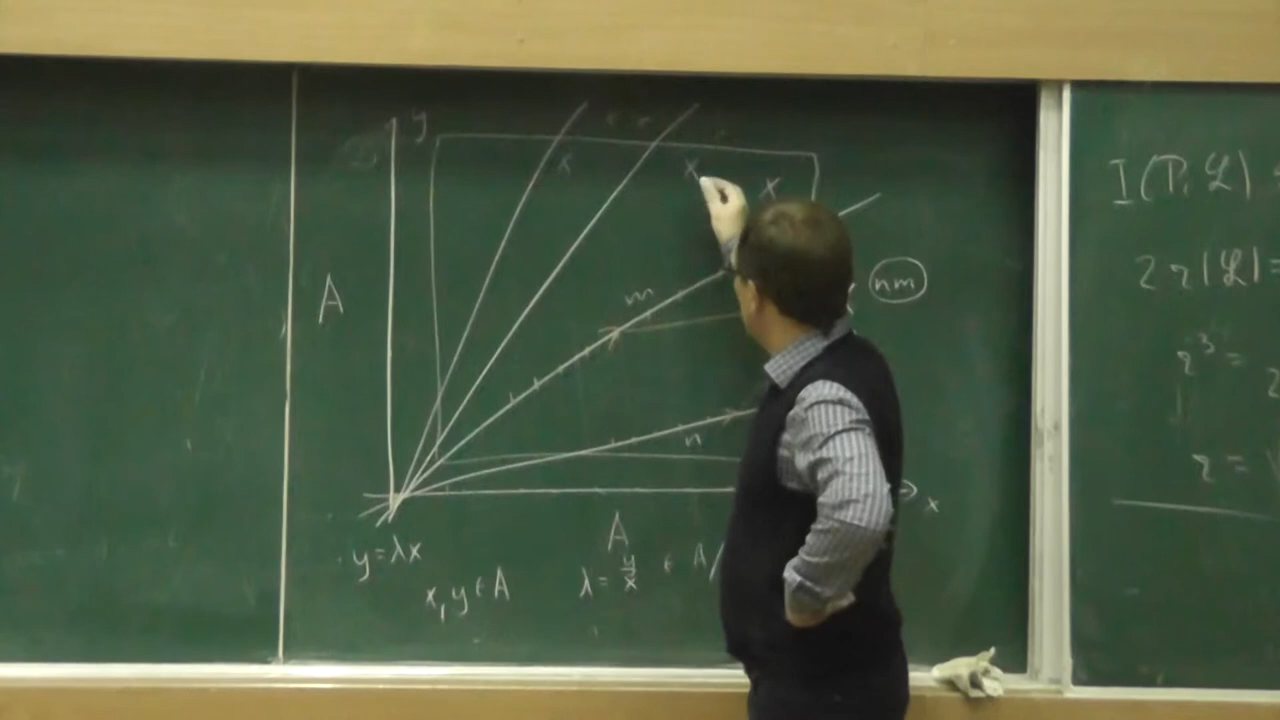 y
x
x
x
A
m
nm
n
x
A
y = λx
x, y ∈ A
λ = y/x ∈ A/
I(P, ℒ)
2r|ℒ| =
r³ =
r =